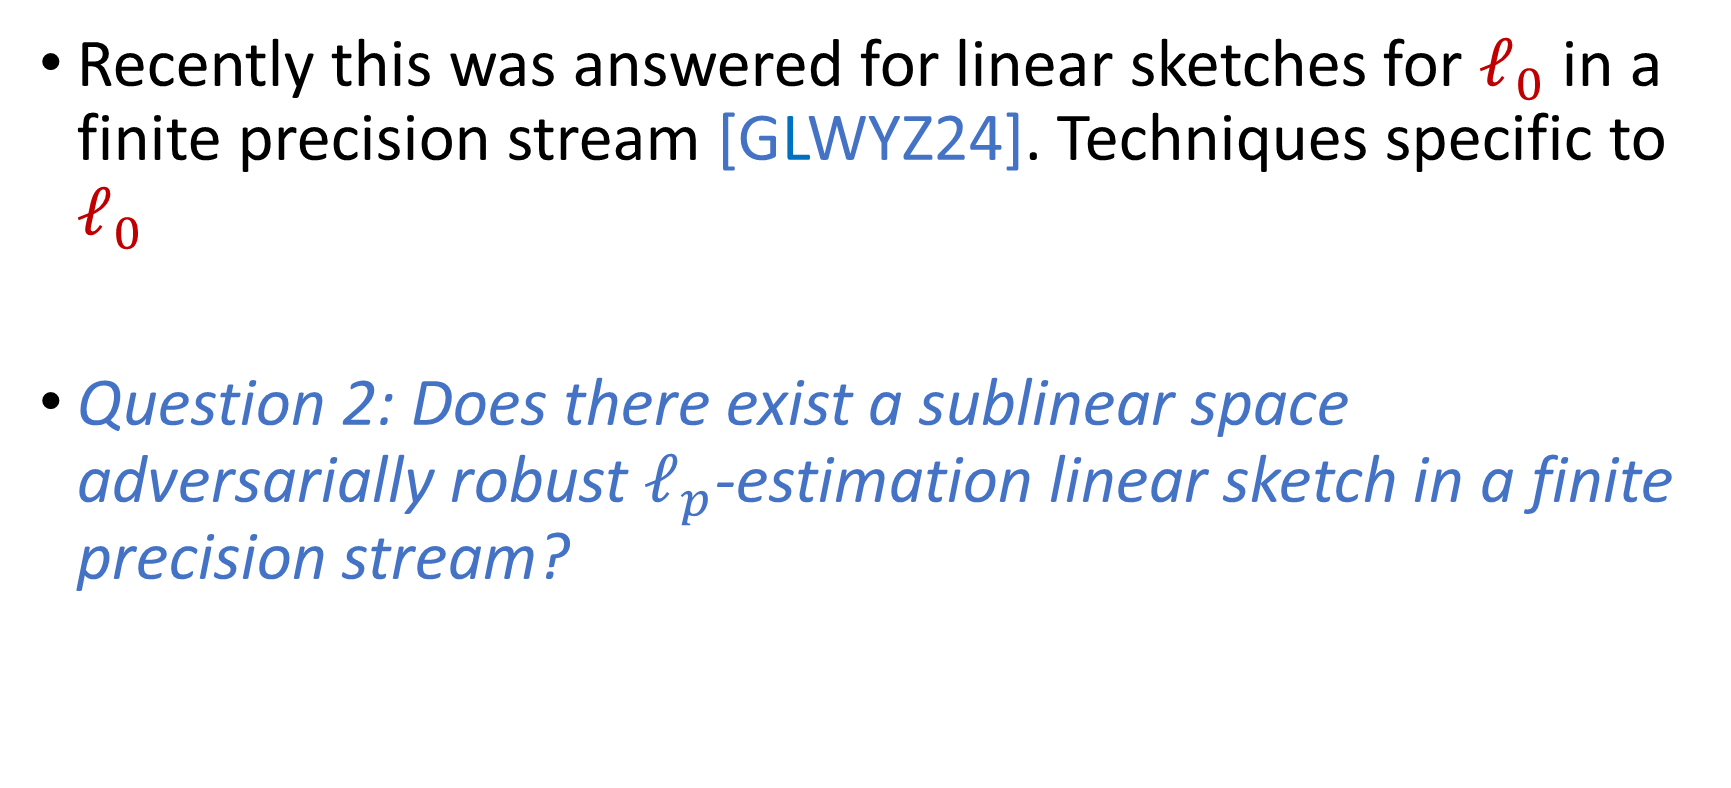 • Recently this was answered for linear sketches for ℓ₀ in a
finite precision stream [GLWYZ24]. Techniques specific to
ℓ₀
• Question 2: Does there exist a sublinear space
adversarially robust ℓₚ-estimation linear sketch in a finite
precision stream?